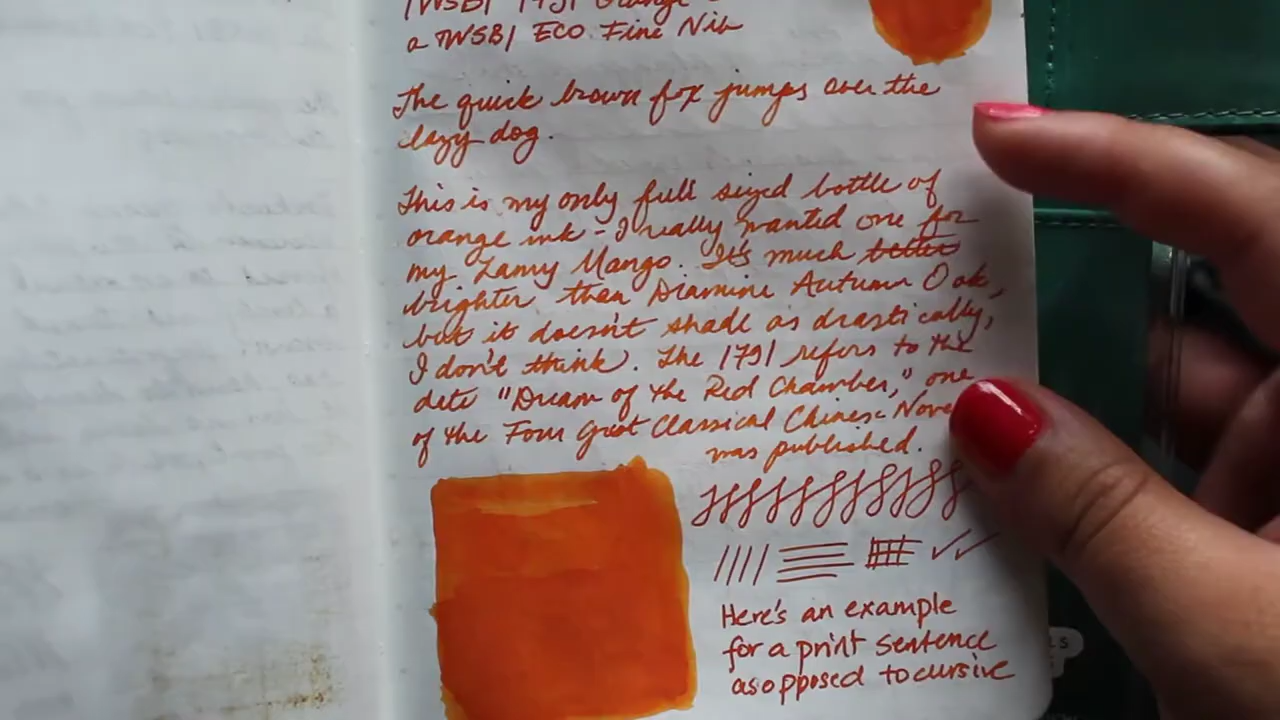 TWSBI 1791 Orange
a TWSBI ECO Fine Nib
The quick brown fox jumps over the
lazy dog.
This is my only full sized bottle of
orange ink - I really wanted one for
my Lamy Mango. It's much better
brighter than Diamine Autumn Oak,
but it doesn't shade as drastically,
I don't think. The 1791 refers to the
date "Dream of the Red Chamber," one
of the Four Great Classical Chinese Nove
was published.
Here's an example
for a print sentence
as opposed to cursive